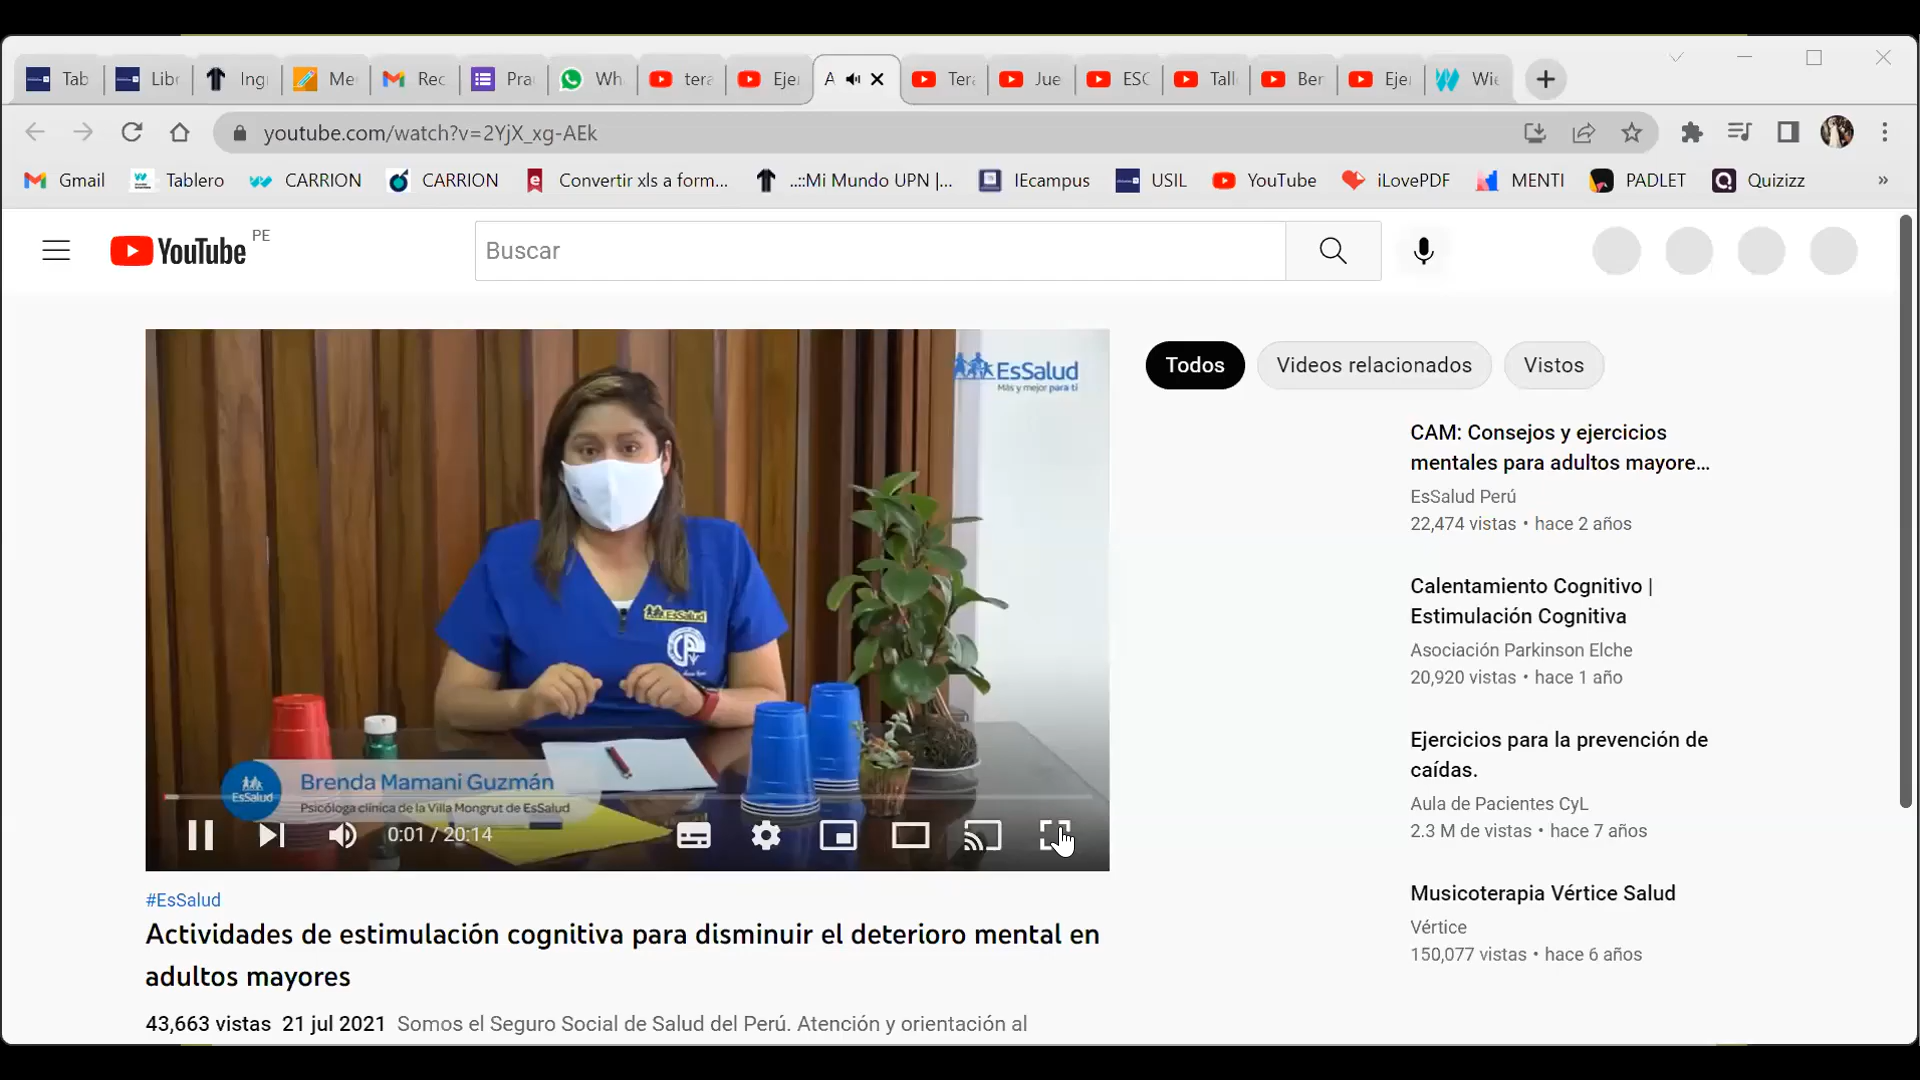 Tab
Lib
Ing
Me
Rec
Pra
Wh
tera
Eje
A
Tera
Jue
ESC
Tall
Ben
Eje
Wie
youtube.com/watch?v=2YjX_xg-AEk
Gmail
Tablero
CARRION
CARRION
Convertir xls a form...
..::Mi Mundo UPN |...
IEcampus
USIL
YouTube
iLovePDF
MENTI
PADLET
Quizizz
»
YouTube PE
Buscar
EsSalud
Más y mejor para ti
EsSalud
EsSalud
Brenda Mamani Guzmán
Psicóloga clínica de la Villa Mongrut de EsSalud
0:01 / 20:14
#EsSalud
Actividades de estimulación cognitiva para disminuir el deterioro mental en
adultos mayores
43,663 vistas 21 jul 2021 Somos el Seguro Social de Salud del Perú. Atención y orientación al
Todos
Videos relacionados
Vistos
CAM: Consejos y ejercicios
mentales para adultos mayore...
EsSalud Perú
22,474 vistas • hace 2 años
Calentamiento Cognitivo |
Estimulación Cognitiva
Asociación Parkinson Elche
20,920 vistas • hace 1 año
Ejercicios para la prevención de
caídas.
Aula de Pacientes CyL
2.3 M de vistas • hace 7 años
Musicoterapia Vértice Salud
Vértice
150,077 vistas • hace 6 años